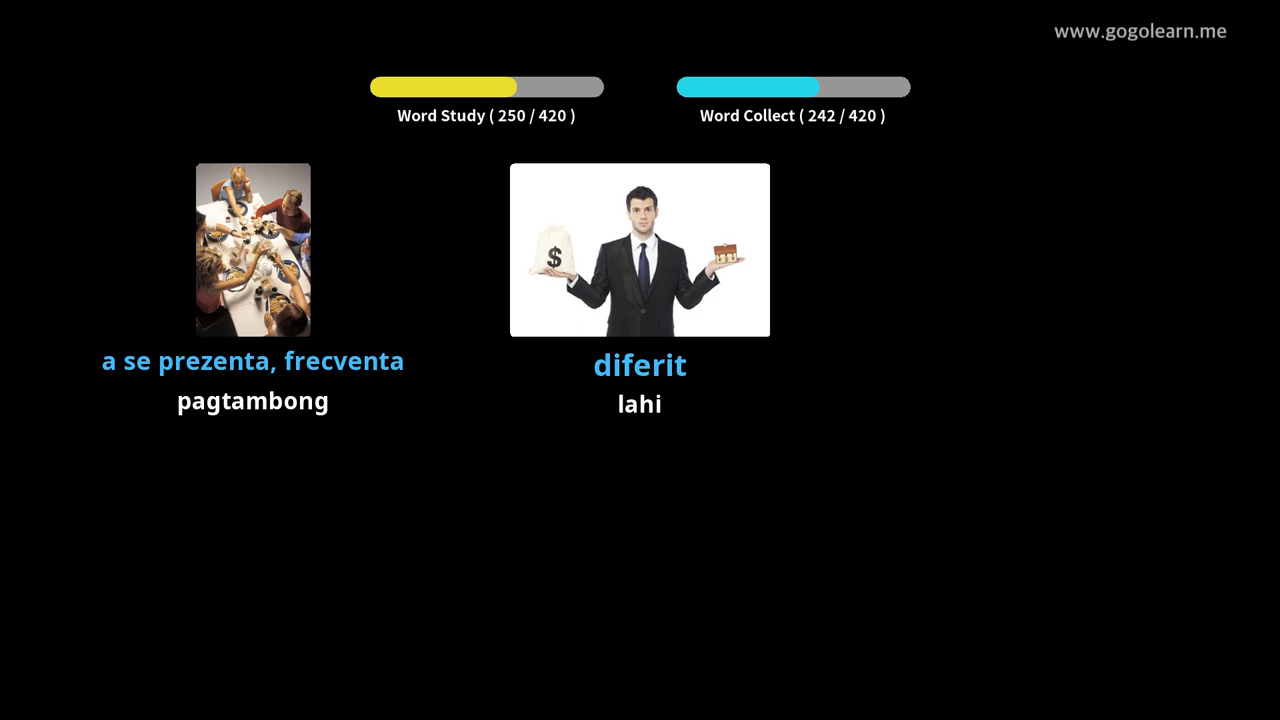 www.gogolearn.me
Word Study ( 250 / 420 )
Word Collect ( 242 / 420 )
$
a se prezenta, frecventa
pagtambong
diferit
lahi